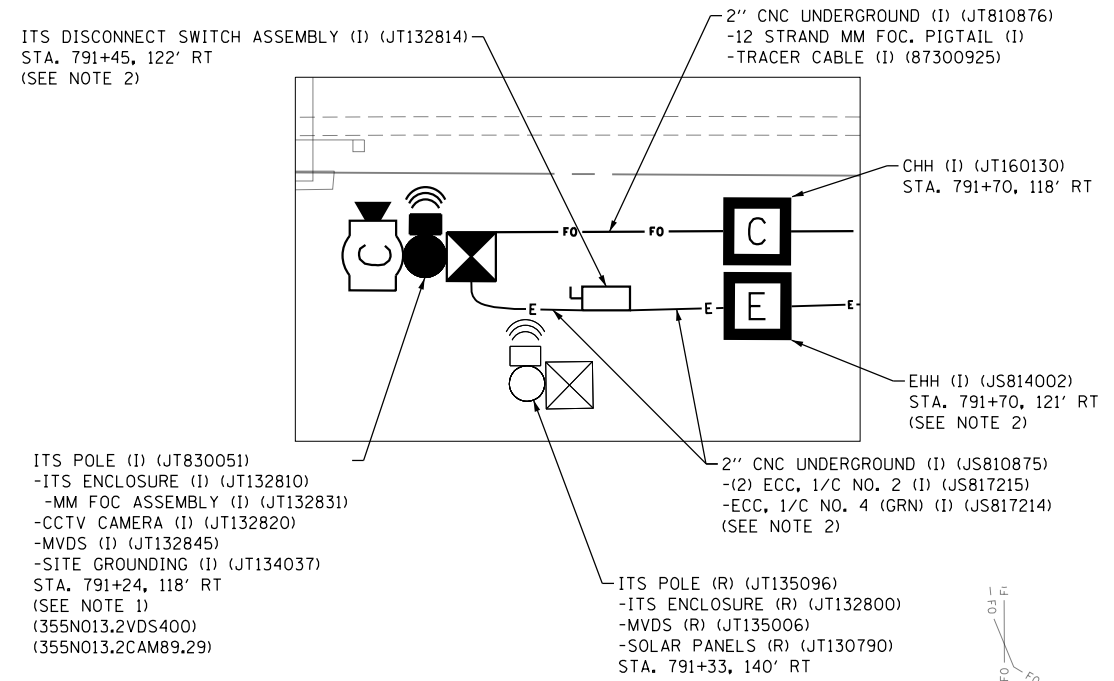 ITS DISCONNECT SWITCH ASSEMBLY (I) (JT132814)
STA. 791+45, 122' RT
(SEE NOTE 2)
2'' CNC UNDERGROUND (I) (JT810876)
-12 STRAND MM FOC. PIGTAIL (I)
-TRACER CABLE (I) (87300925)
CHH (I) (JT160130)
STA. 791+70, 118' RT
C
FO
FO
C
E
E
E
E
EHH (I) (JS814002)
STA. 791+70, 121' RT
(SEE NOTE 2)
ITS POLE (I) (JT830051)
-ITS ENCLOSURE (I) (JT132810)
-MM FOC ASSEMBLY (I) (JT132831)
-CCTV CAMERA (I) (JT132820)
-MVDS (I) (JT132845)
-SITE GROUNDING (I) (JT134037)
STA. 791+24, 118' RT
(SEE NOTE 1)
(355N013.2VDS400)
(355N013.2CAM89.29)
2'' CNC UNDERGROUND (I) (JS810875)
-(2) ECC, 1/C NO. 2 (I) (JS817215)
-ECC, 1/C NO. 4 (GRN) (I) (JS817214)
(SEE NOTE 2)
ITS POLE (R) (JT135096)
-ITS ENCLOSURE (R) (JT132800)
-MVDS (R) (JT135006)
-SOLAR PANELS (R) (JT130790)
STA. 791+33, 140' RT
FO
FO
FO